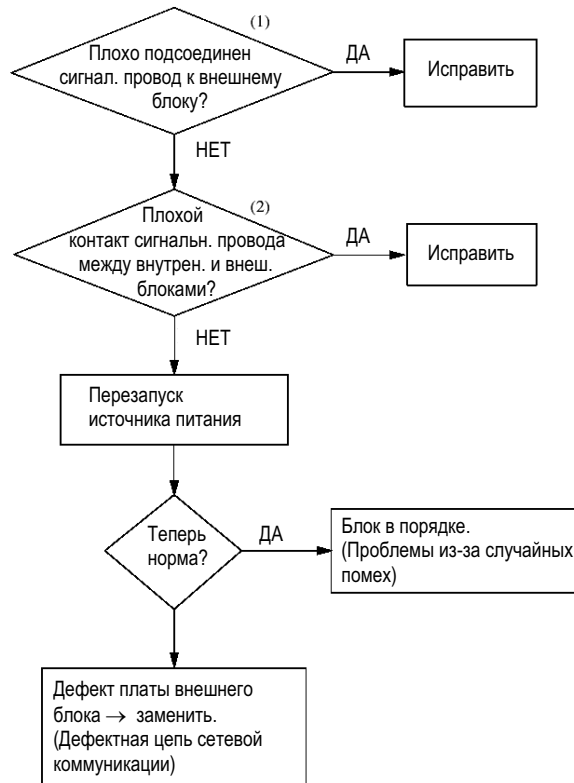 (1)
Плохо подсоединен
сигнал. провод к внешнему
блоку?
ДА
Исправить
НЕТ
(2)
Плохой
контакт сигнальн. провода
между внутрен. и внеш.
блоками?
ДА
Исправить
НЕТ
Перезапуск
источника питания
Теперь
норма?
ДА
Блок в порядке.
(Проблемы из-за случайных
помех)
Дефект платы внешнего
блока → заменить.
(Дефектная цепь сетевой
коммуникации)